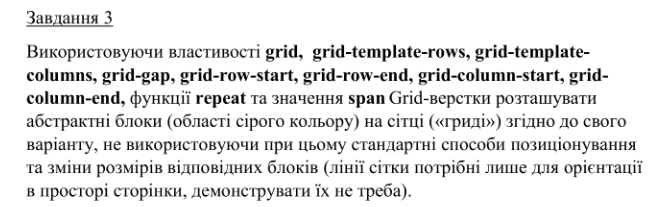 Завдання 3
Використовуючи властивості grid, grid-template-rows, grid-template-
columns, grid-gap, grid-row-start, grid-row-end, grid-column-start, grid-
column-end, функції repeat та значення span Grid-верстки розташувати
абстрактні блоки (області сірого кольору) на сітці («гриді») згідно до свого
варіанту, не використовуючи при цьому стандартні способи позиціонування
та зміни розмірів відповідних блоків (лінії сітки потрібні лише для орієнтації
в просторі сторінки, демонструвати їх не треба).